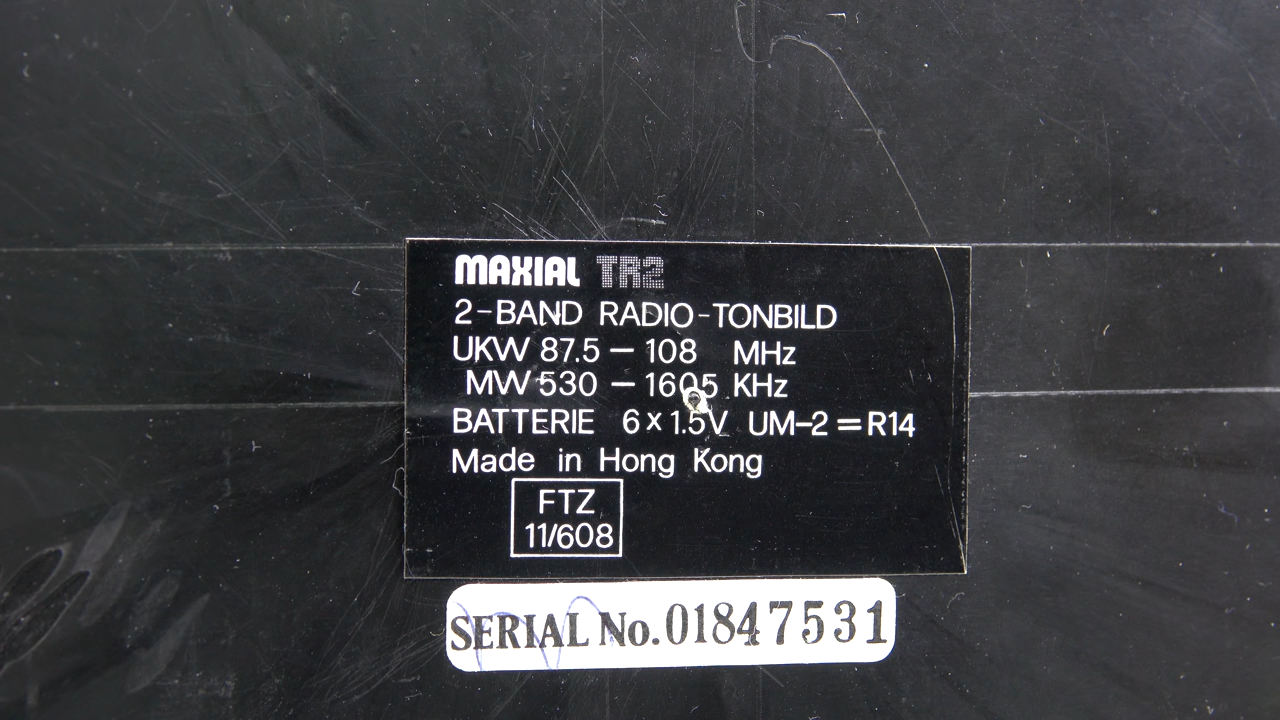 MAXIAL TR2
2-BAND RADIO-TONBILD
UKW 87.5 – 108 MHz
MW 530 – 1605 KHz
BATTERIE 6 x 1.5V UM-2 = R14
Made in Hong Kong
FTZ
11/608
SERIAL No. 01847531